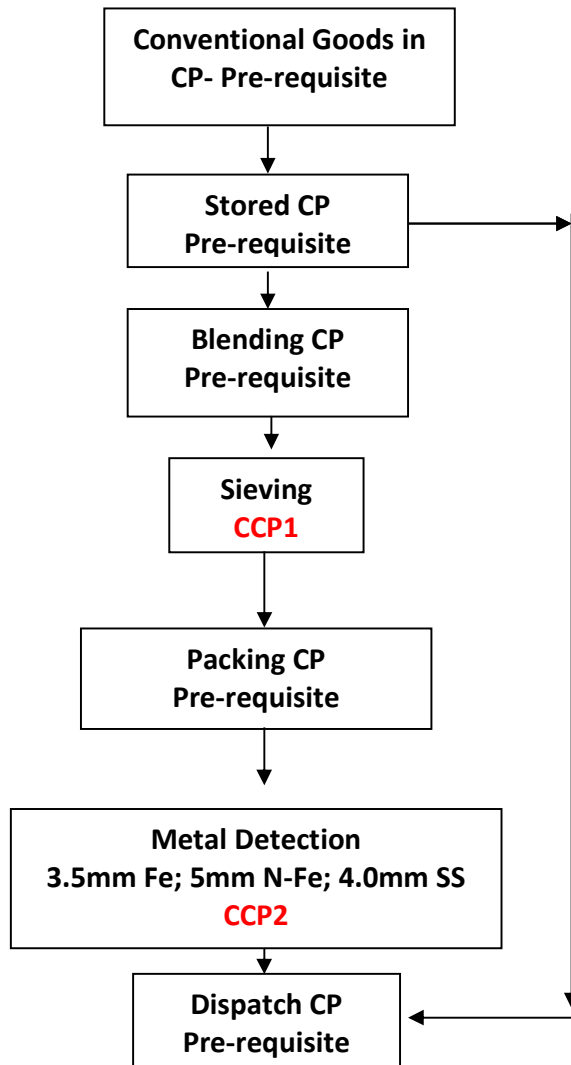 Conventional Goods in
CP- Pre-requisite
Stored CP
Pre-requisite
Blending CP
Pre-requisite
Sieving
CCP1
Packing CP
Pre-requisite
Metal Detection
3.5mm Fe; 5mm N-Fe; 4.0mm SS
CCP2
Dispatch CP
Pre-requisite